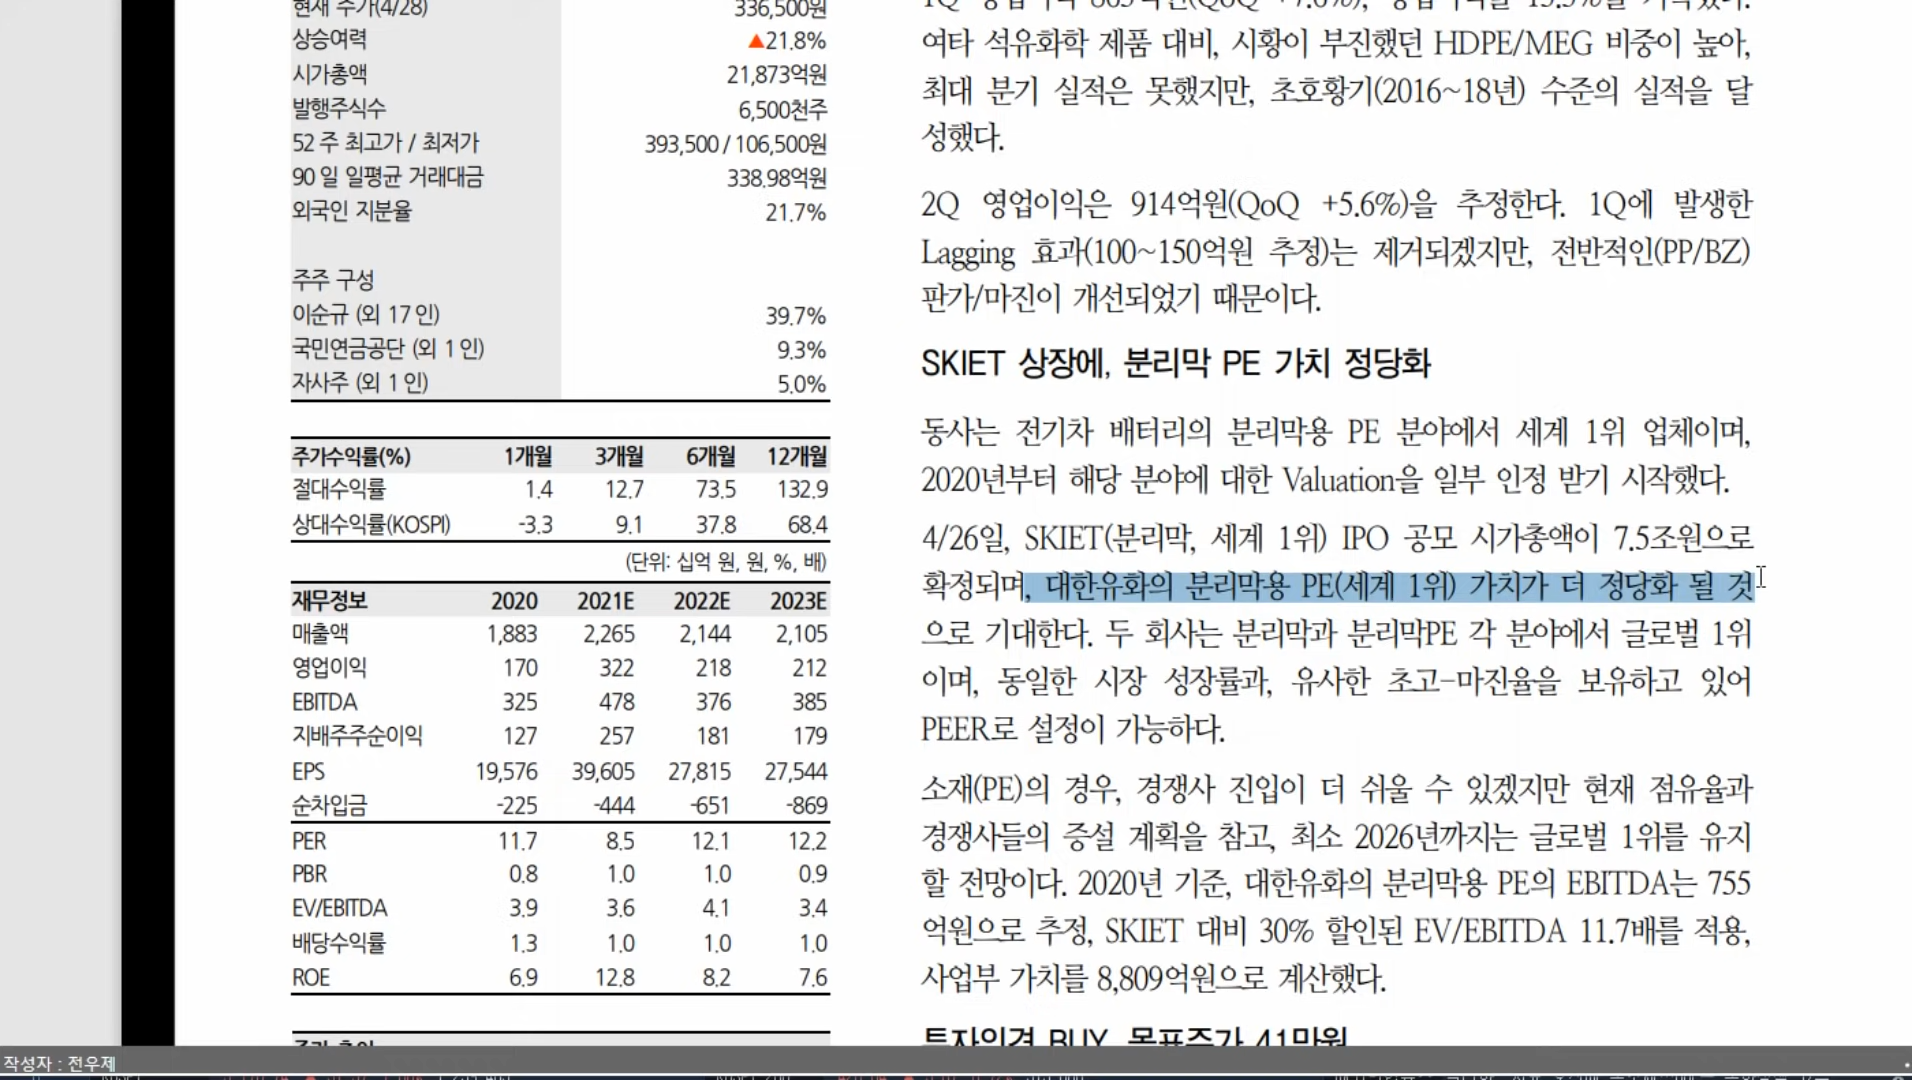 현재 주가(4/28) 336,500원
상승여력 ▲21.8%
시가총액 21,873억원
발행주식수 6,500천주
52 주 최고가 / 최저가 393,500 / 106,500원
90 일 일평균 거래대금 338.98억원
외국인 지분율 21.7%
주주 구성
이순규 (외 17 인) 39.7%
국민연금공단 (외 1 인) 9.3%
자사주 (외 1 인) 5.0%
주가수익률(%) 1개월 3개월 6개월 12개월
절대수익률 1.4 12.7 73.5 132.9
상대수익률(KOSPI) -3.3 9.1 37.8 68.4
(단위: 십억 원, 원, %, 배)
재무정보 2020 2021E 2022E 2023E
매출액 1,883 2,265 2,144 2,105
영업이익 170 322 218 212
EBITDA 325 478 376 385
지배주주순이익 127 257 181 179
EPS 19,576 39,605 27,815 27,544
순차입금 -225 -444 -651 -869
PER 11.7 8.5 12.1 12.2
PBR 0.8 1.0 1.0 0.9
EV/EBITDA 3.9 3.6 4.1 3.4
배당수익률 1.3 1.0 1.0 1.0
ROE 6.9 12.8 8.2 7.6
여타 석유화학 제품 대비, 시황이 부진했던 HDPE/MEG 비중이 높아,
최대 분기 실적은 못했지만, 초호황기(2016~18년) 수준의 실적을 달
성했다.
2Q 영업이익은 914억원(QoQ +5.6%)을 추정한다. 1Q에 발생한
Lagging 효과(100~150억원 추정)는 제거되겠지만, 전반적인(PP/BZ)
판가/마진이 개선되었기 때문이다.
SKIET 상장에, 분리막 PE 가치 정당화
동사는 전기차 배터리의 분리막용 PE 분야에서 세계 1위 업체이며,
2020년부터 해당 분야에 대한 Valuation을 일부 인정 받기 시작했다.
4/26일, SKIET(분리막, 세계 1위) IPO 공모 시가총액이 7.5조원으로
확정되며, 대한유화의 분리막용 PE(세계 1위) 가치가 더 정당화 될 것
으로 기대한다. 두 회사는 분리막과 분리막PE 각 분야에서 글로벌 1위
이며, 동일한 시장 성장률과, 유사한 초고-마진율을 보유하고 있어
PEER로 설정이 가능하다.
소재(PE)의 경우, 경쟁사 진입이 더 쉬울 수 있겠지만 현재 점유율과
경쟁사들의 증설 계획을 참고, 최소 2026년까지는 글로벌 1위를 유지
할 전망이다. 2020년 기준, 대한유화의 분리막용 PE의 EBITDA는 755
억원으로 추정, SKIET 대비 30% 할인된 EV/EBITDA 11.7배를 적용,
사업부 가치를 8,809억원으로 계산했다.
투자의견 BUY, 목표주가 41만원
작성자 : 전우제